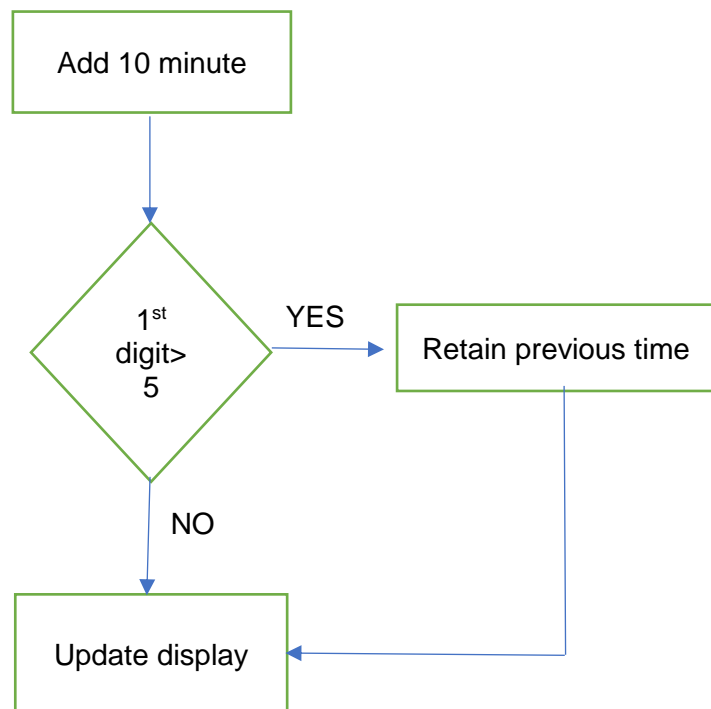 Add 10 minute
1st
digit>
5
YES
Retain previous time
NO
Update display